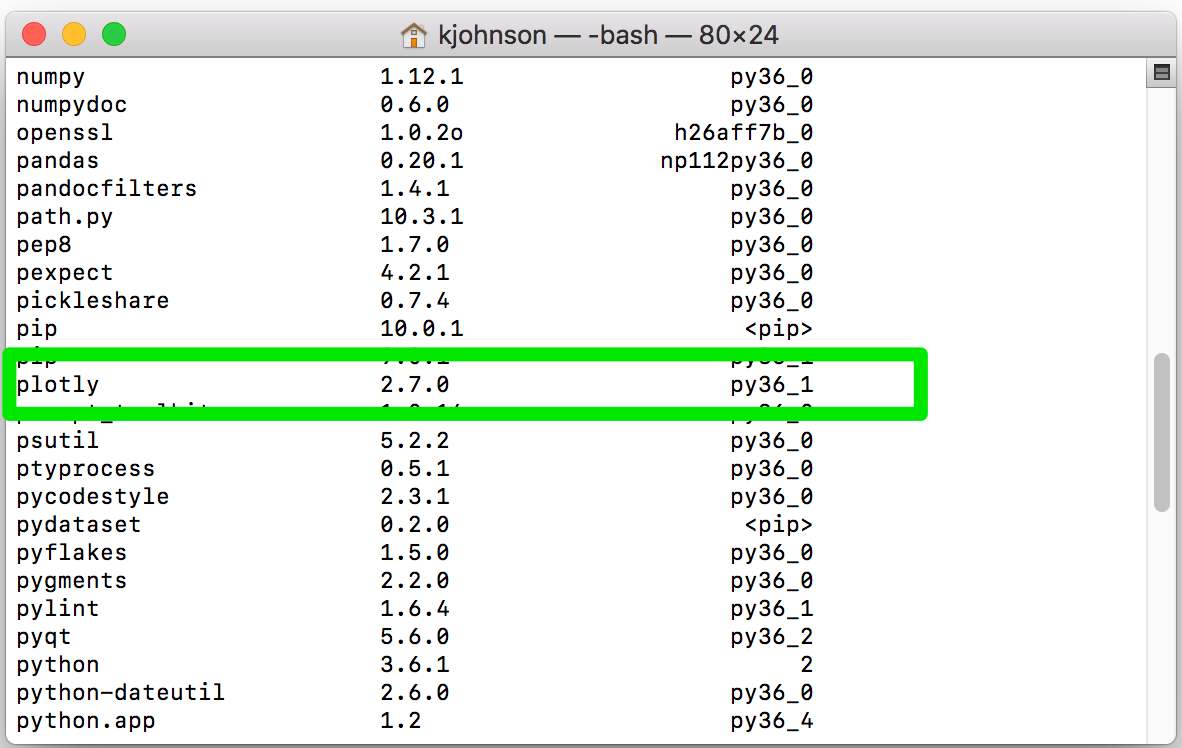 kjohnson — -bash — 80×24
numpy 1.12.1 py36_0
numpydoc 0.6.0 py36_0
openssl 1.0.2o h26aff7b_0
pandas 0.20.1 np112py36_0
pandocfilters 1.4.1 py36_0
path.py 10.3.1 py36_0
pep8 1.7.0 py36_0
pexpect 4.2.1 py36_0
pickleshare 0.7.4 py36_0
pip 10.0.1 <pip>
pip
plotly 2.7.0 py36_1
psutil 5.2.2 py36_0
ptyprocess 0.5.1 py36_0
pycodestyle 2.3.1 py36_0
pydataset 0.2.0 <pip>
pyflakes 1.5.0 py36_0
pygments 2.2.0 py36_0
pylint 1.6.4 py36_1
pyqt 5.6.0 py36_2
python 3.6.1 2
python-dateutil 2.6.0 py36_0
python.app 1.2 py36_4